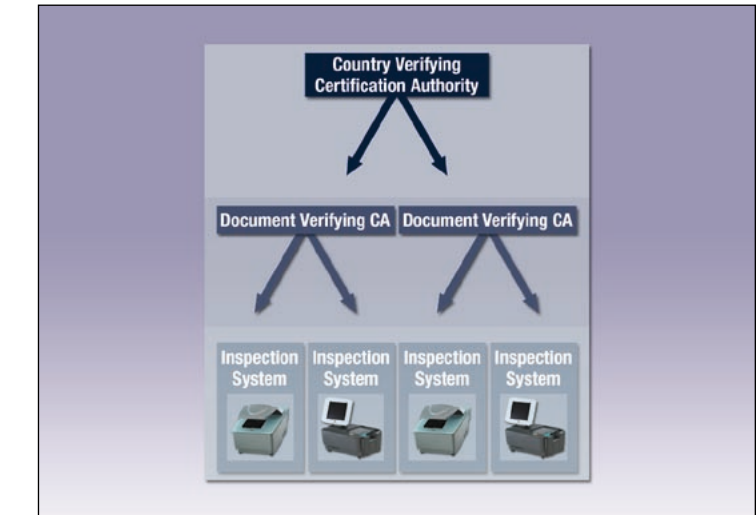 Country Verifying
Certification Authority
Document Verifying CA
Document Verifying CA
Inspection
System
Inspection
System
Inspection
System
Inspection
System